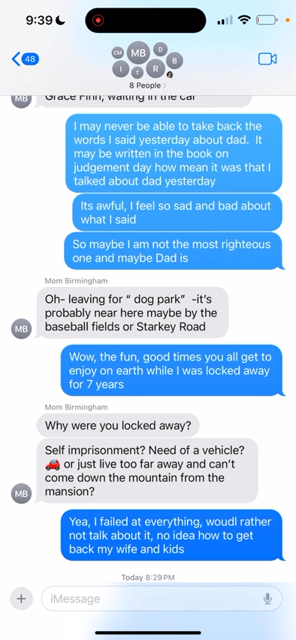 9:39
48
CM
MB
D
B
I
?
R
8 People >
MB
Grace Finn, waiting in the car
I may never be able to take back the
words I said yesterday about dad. It
may be written in the book on
judgement day how mean it was that I
talked about dad yesterday
Its awful, I feel so sad and bad about
what I said
So maybe I am not the most righteous
one and maybe Dad is
Mom Birmingham
Oh- leaving for “ dog park” -it’s
probably near here maybe by the
baseball fields or Starkey Road
MB
Wow, the fun, good times you all get to
enjoy on earth while I was locked away
for 7 years
Mom Birmingham
Why were you locked away?
Self imprisonment? Need of a vehicle?
🚗 or just live too far away and can’t
come down the mountain from the
mansion?
MB
Yea, I failed at everything, woudl rather
not talk about it, no idea how to get
back my wife and kids
Today 8:29 PM
iMessage